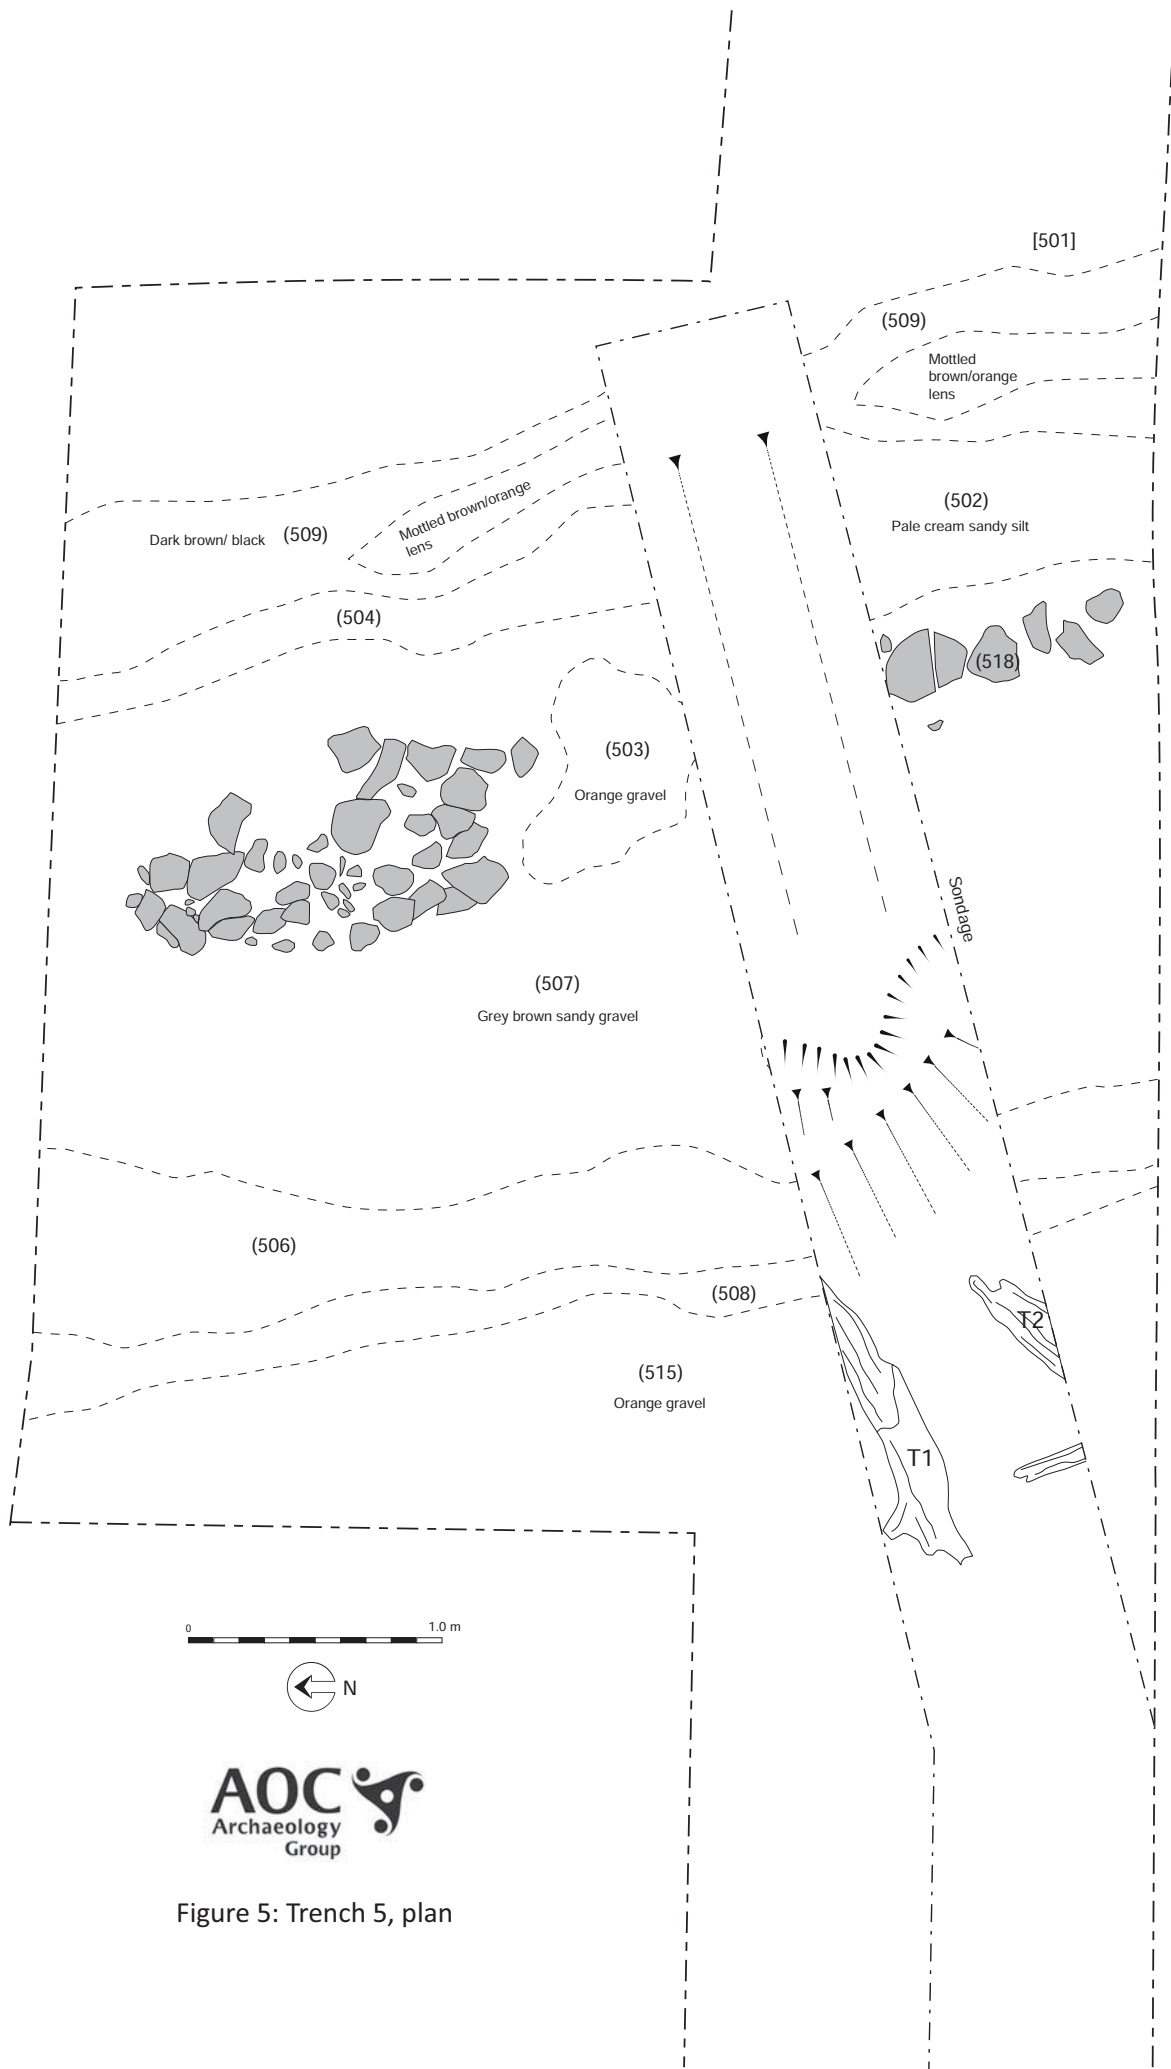 [501]
(509)
Mottled
brown/orange
lens
(502)
Pale cream sandy silt
Mottled brown/orange
lens
Dark brown/ black (509)
(504)
(518)
(503)
Orange gravel
Sondage
(507)
Grey brown sandy gravel
(506)
(508)
T2
(515)
Orange gravel
T1
0 1.0 m
N
AOC
Archaeology
Group
Figure 5: Trench 5, plan